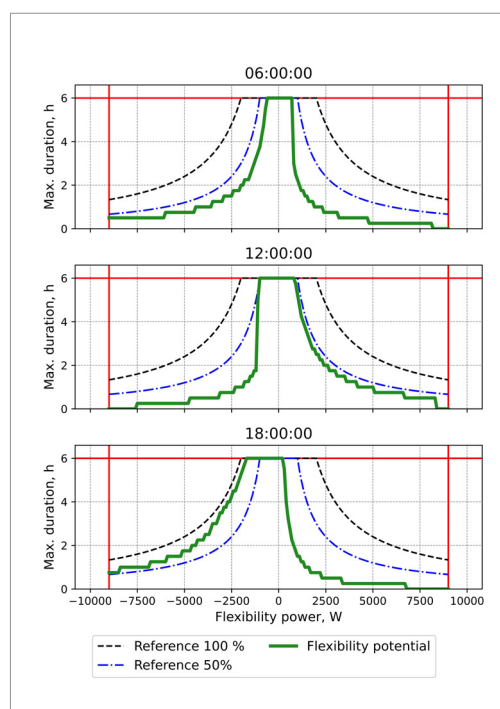 06:00:00
6
4
2
0
Max. duration, h
12:00:00
6
4
2
0
Max. duration, h
18:00:00
6
4
2
0
Max. duration, h
−10000 −7500 −5000 −2500 0 2500 5000 7500 10000
Flexibility power, W
Reference 100 % Flexibility potential
Reference 50%